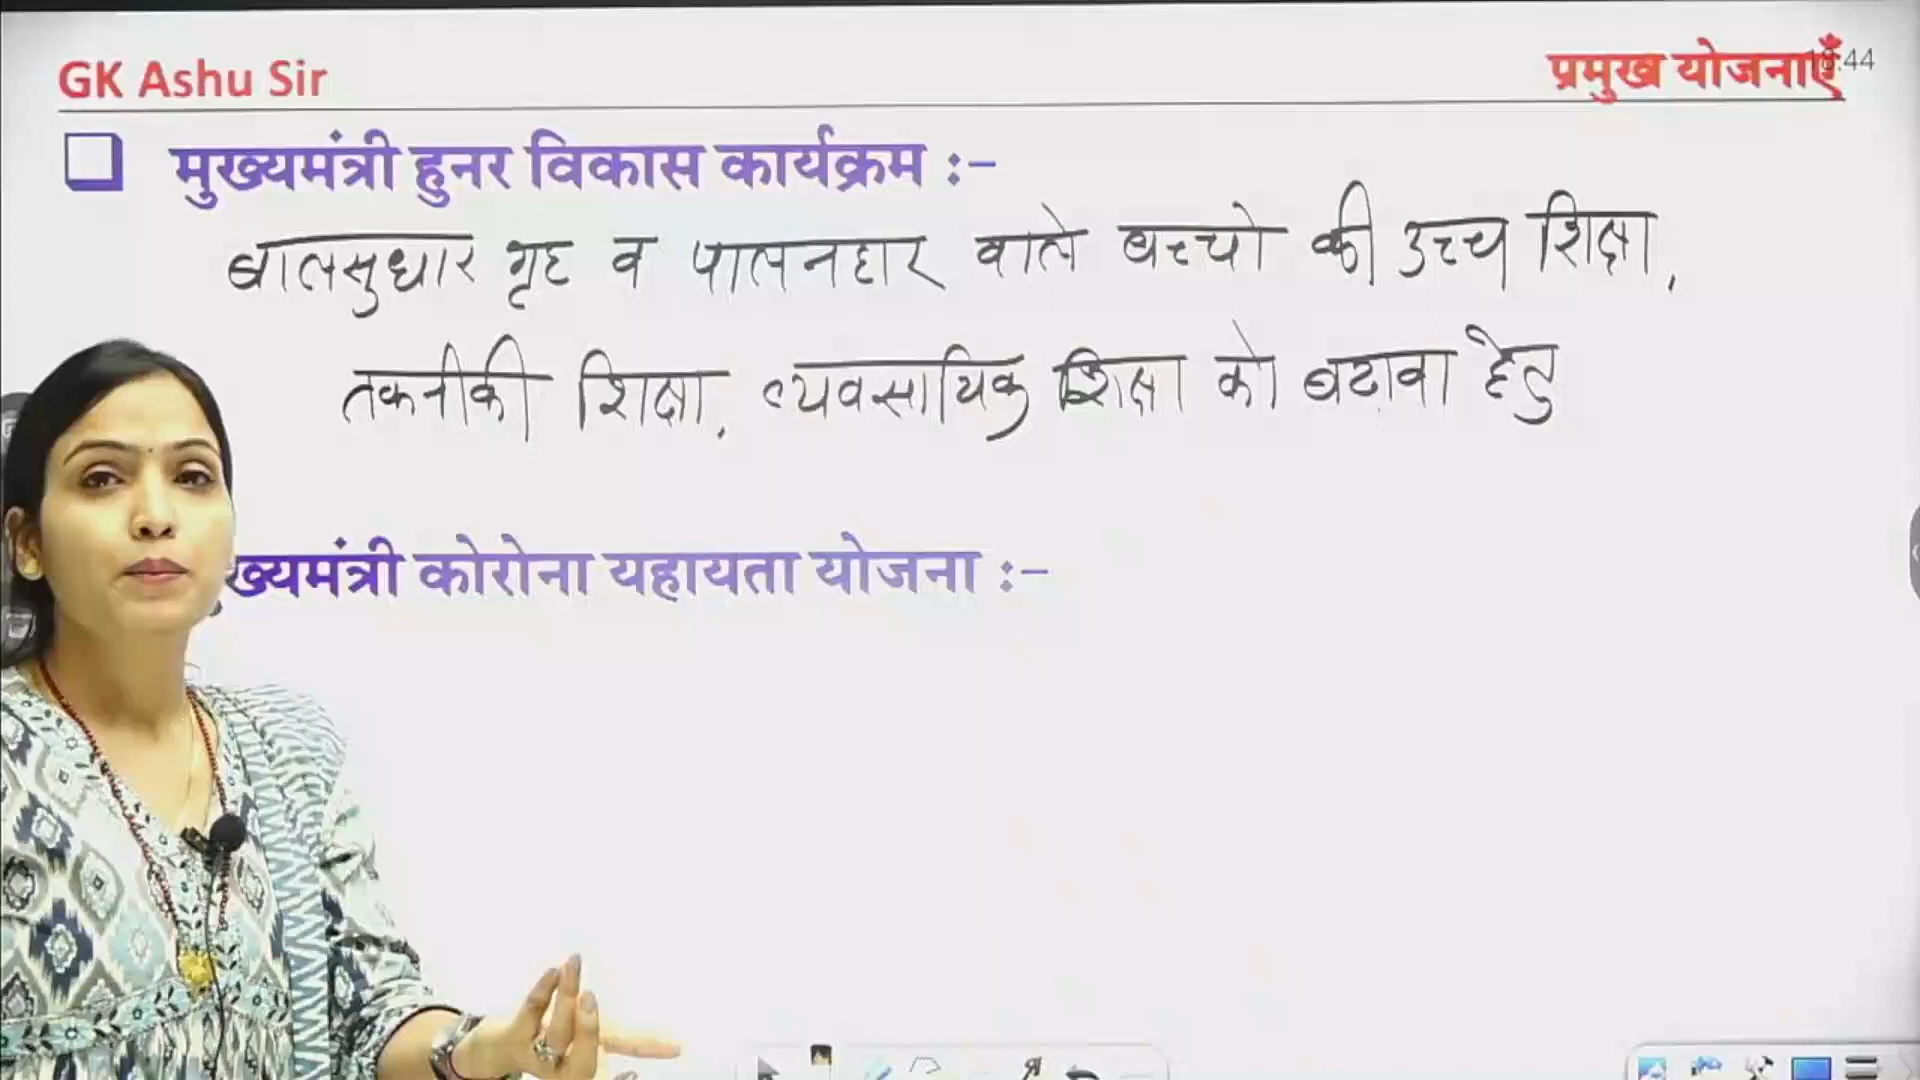 GK Ashu Sir
प्रमुख योजनाएँ
:44
मुख्यमंत्री हुनर विकास कार्यक्रम :-
बालसुधार गृह व पालनहार वाले बच्चो की उच्च शिक्षा,
तकनीकी शिक्षा, व्यवसायिक शिक्षा को बढावा हेतु
ख्यमंत्री कोरोना यहायता योजना :-